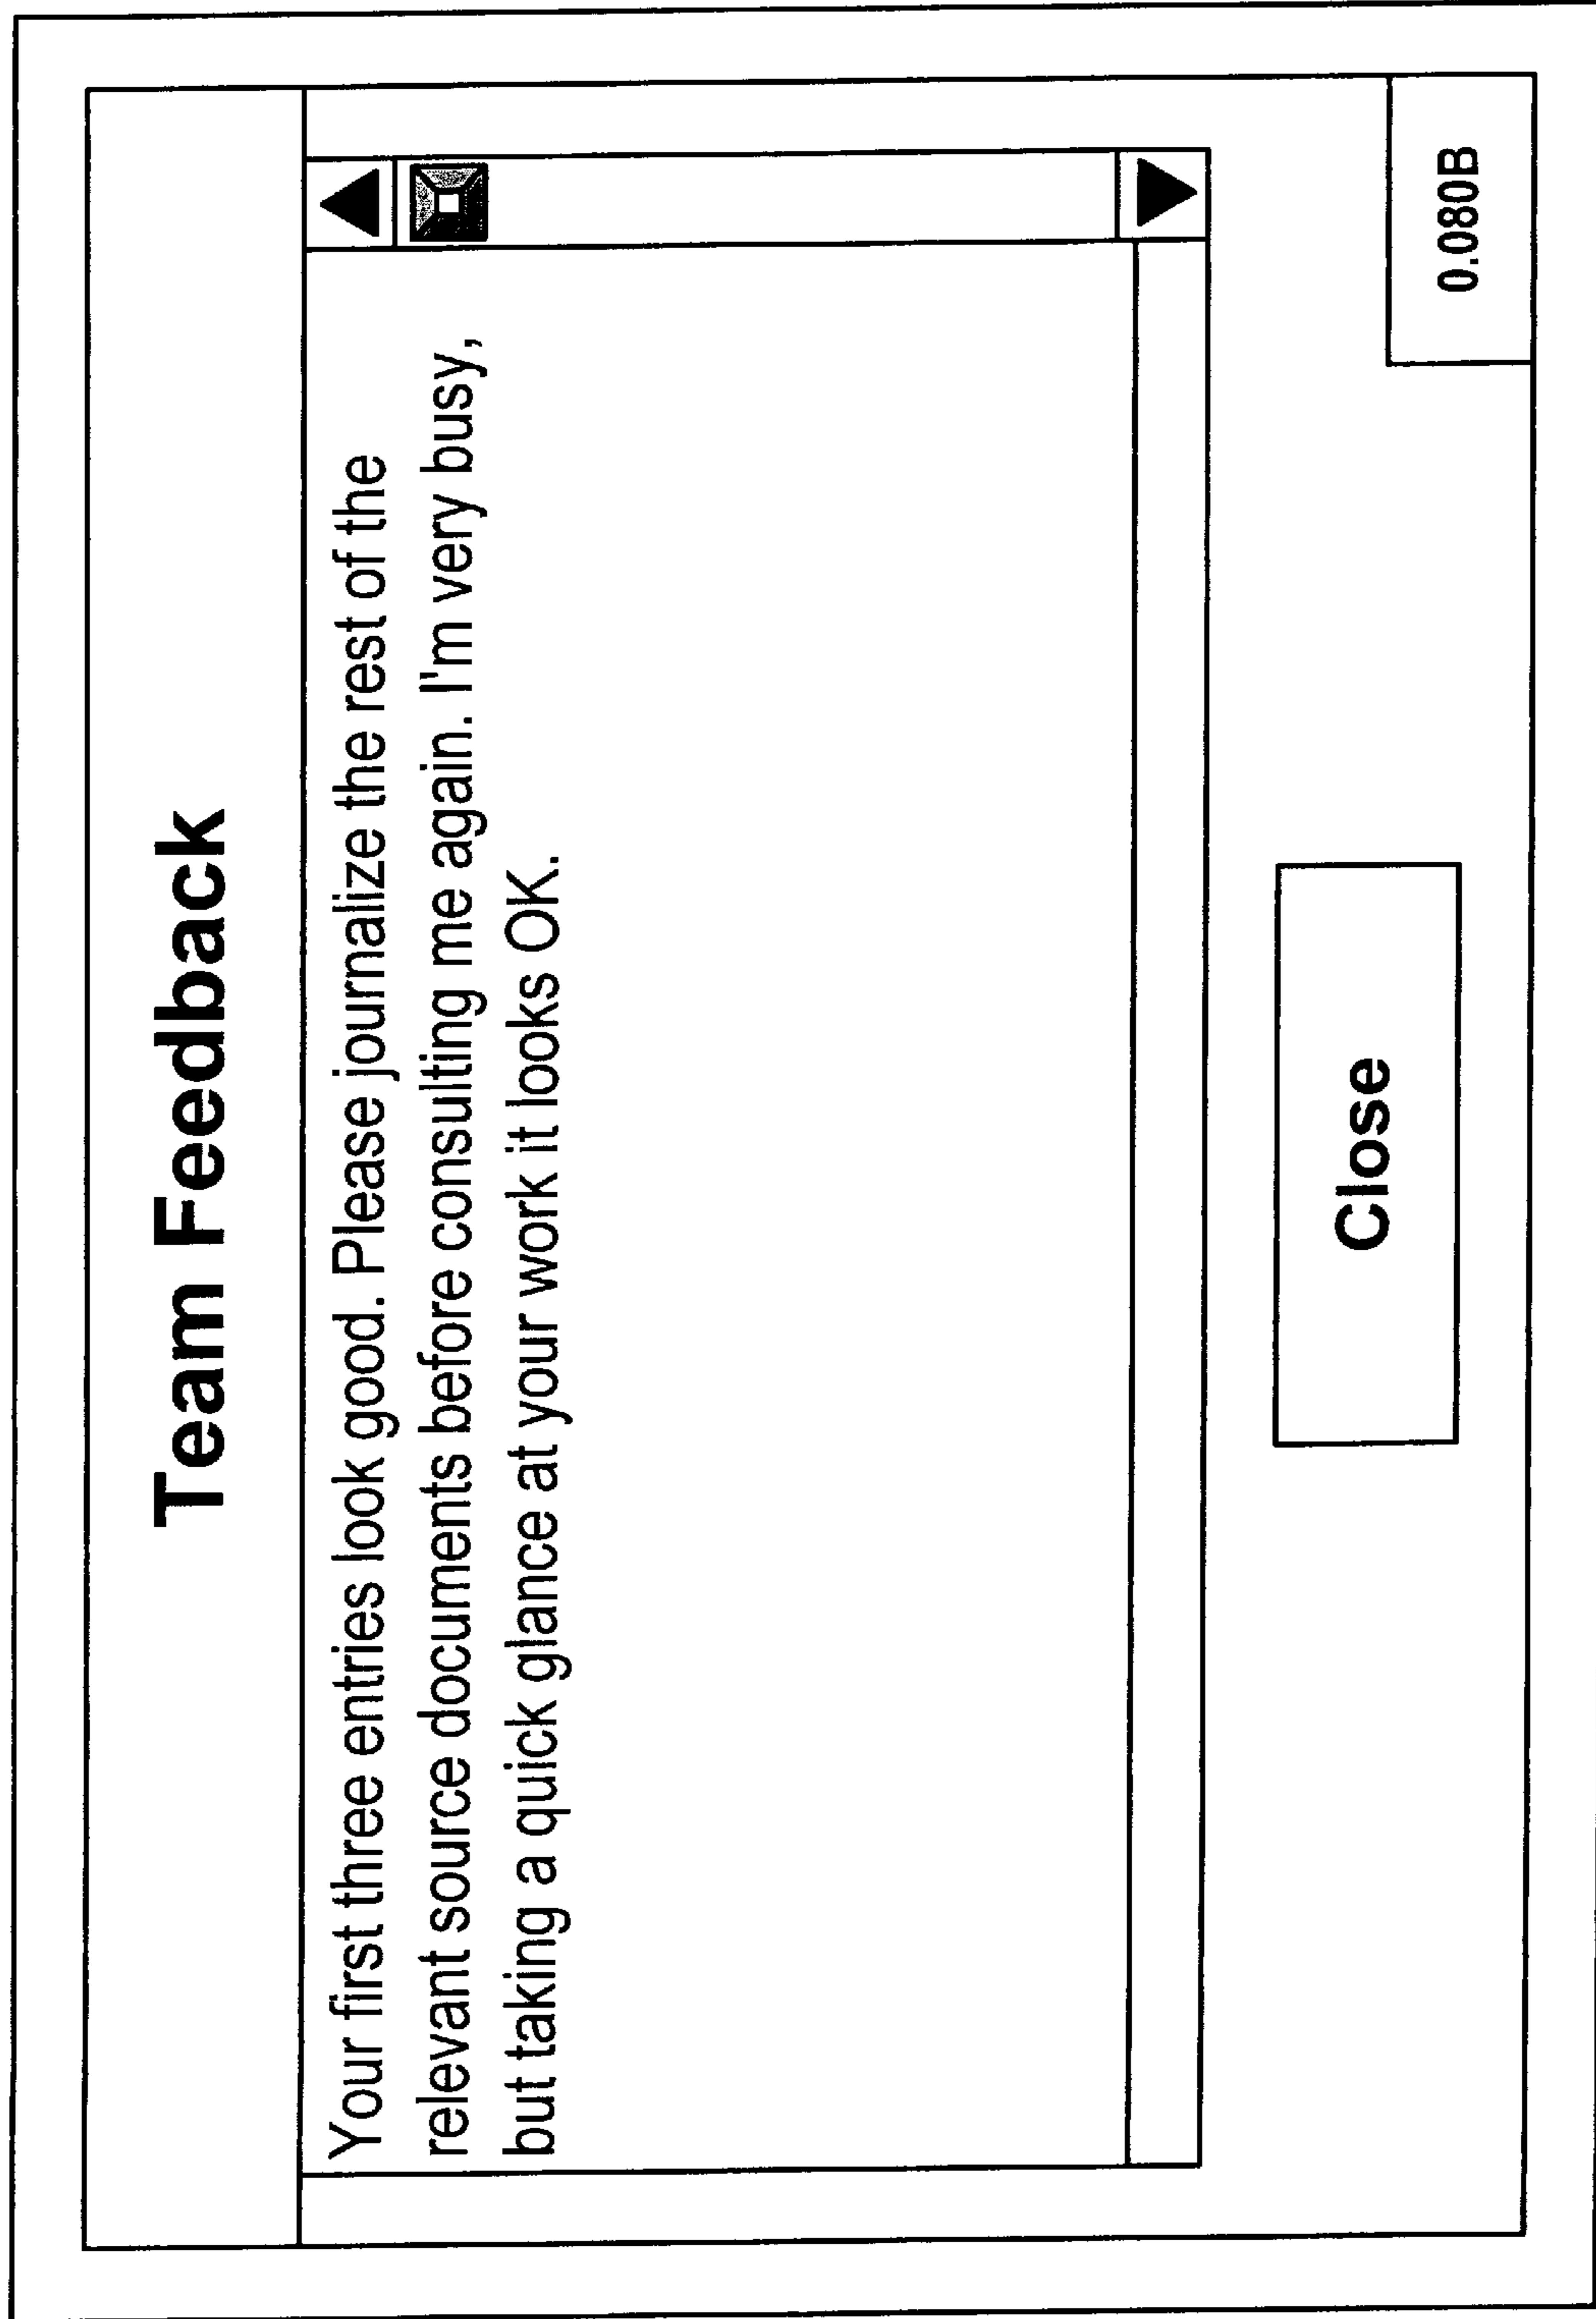 Team Feedback
Your first three entries look good. Please journalize the rest of the
relevant source documents before consulting me again. I'm very busy,
but taking a quick glance at your work it looks OK.
Close
0.080B